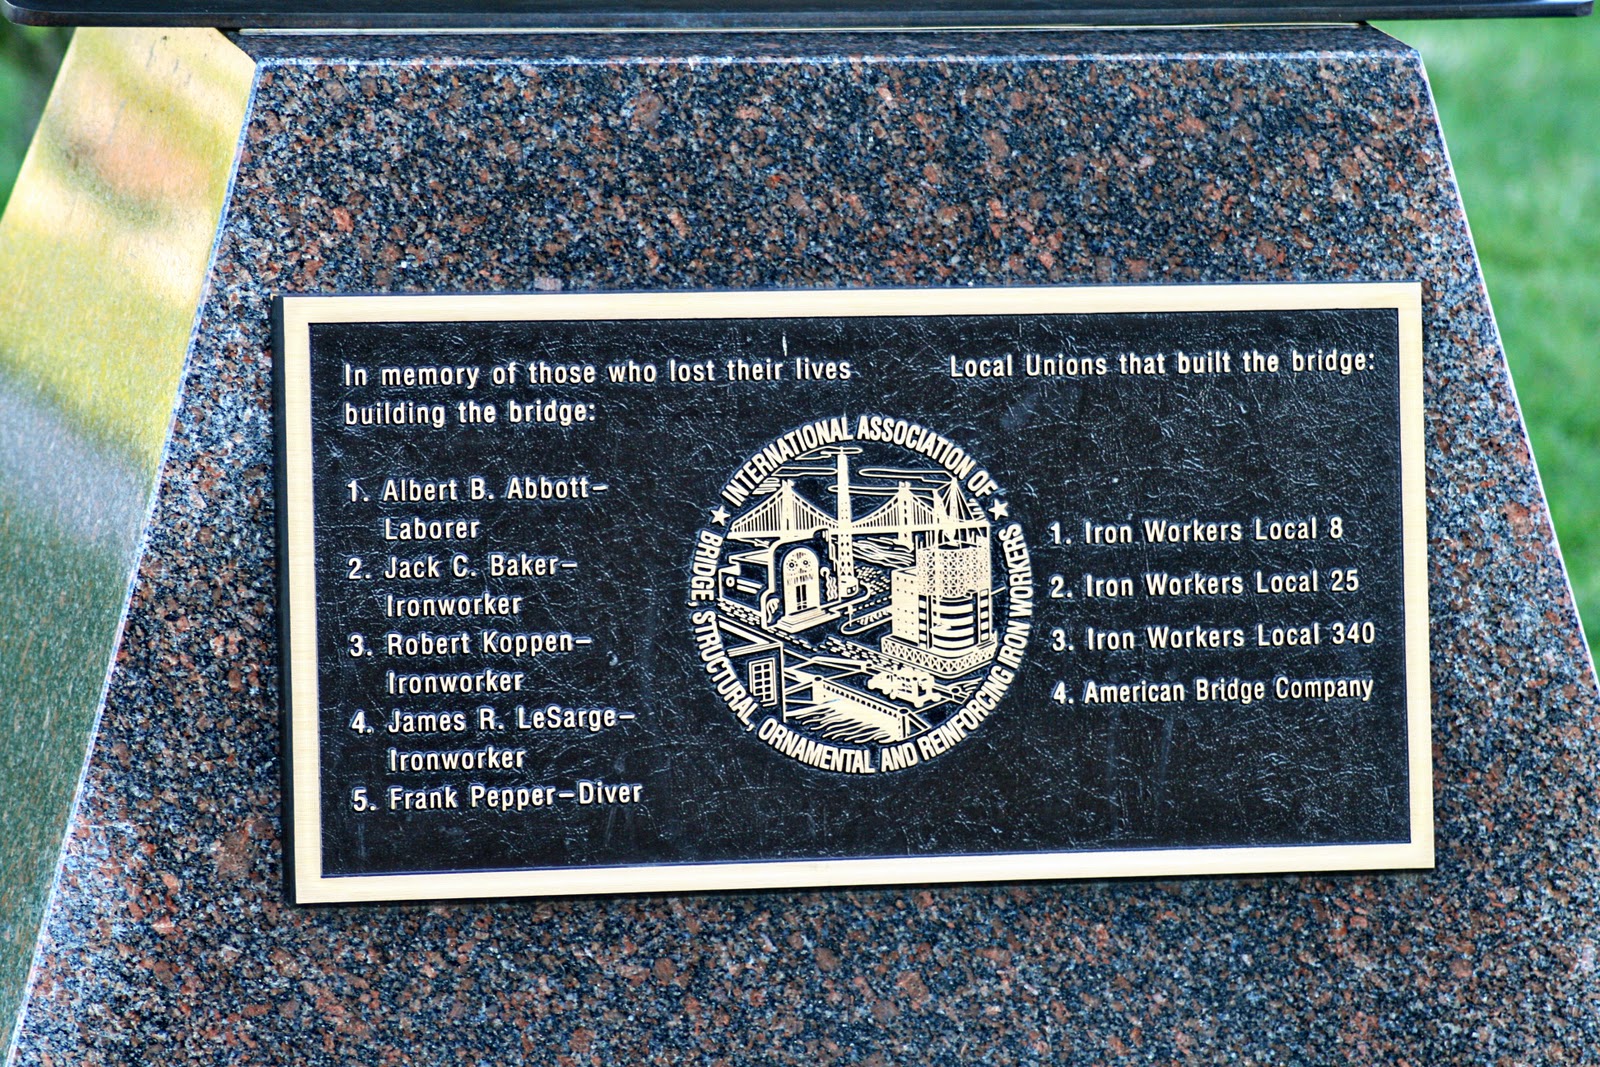 In memory of those who lost their lives
building the bridge:
1. Albert B. Abbott–
Laborer
2. Jack C. Baker–
Ironworker
3. Robert Koppen–
Ironworker
4. James R. LeSarge–
Ironworker
5. Frank Pepper–Diver
INTERNATIONAL ASSOCIATION OF
BRIDGE, STRUCTURAL, ORNAMENTAL AND REINFORCING IRON WORKERS
Local Unions that built the bridge:
1. Iron Workers Local 8
2. Iron Workers Local 25
3. Iron Workers Local 340
4. American Bridge Company